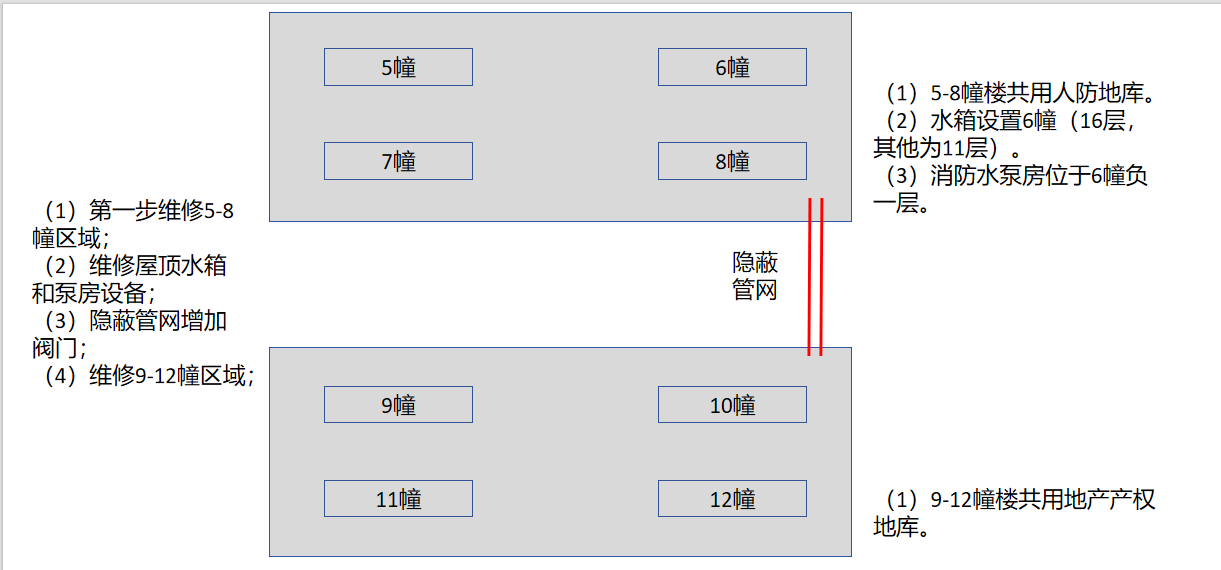 5幢
6幢
7幢
8幢
（1）5-8幢楼共用人防地库。
（2）水箱设置6幢（16层，
其他为11层）。
（3）消防水泵房位于6幢负
一层。
（1）第一步维修5-8
幢区域；
（2）维修屋顶水箱
和泵房设备；
（3）隐蔽管网增加
阀门；
（4）维修9-12幢区域；
隐蔽
管网
9幢
10幢
11幢
12幢
（1）9-12幢楼共用地产产权
地库。